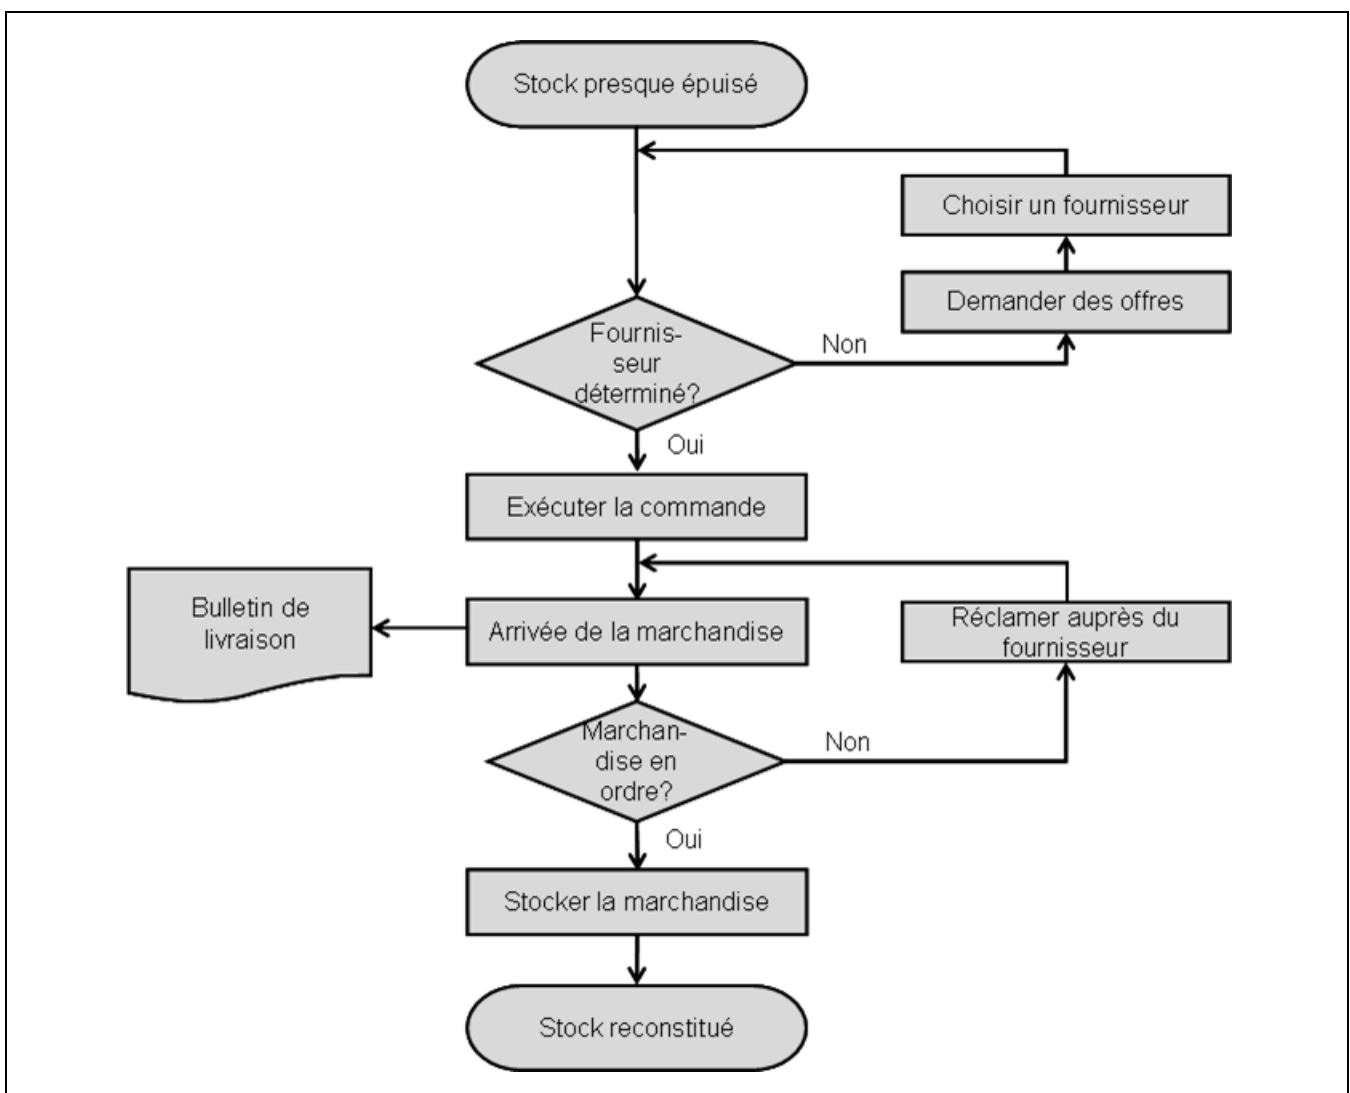 Stock presque épuisé
Choisir un fournisseur
Demander des offres
Fournis-
seur
déterminé?
Non
Oui
Exécuter la commande
Bulletin de
livraison
Arrivée de la marchandise
Réclamer auprès du
fournisseur
Marchan-
dise en
ordre?
Non
Oui
Stocker la marchandise
Stock reconstitué